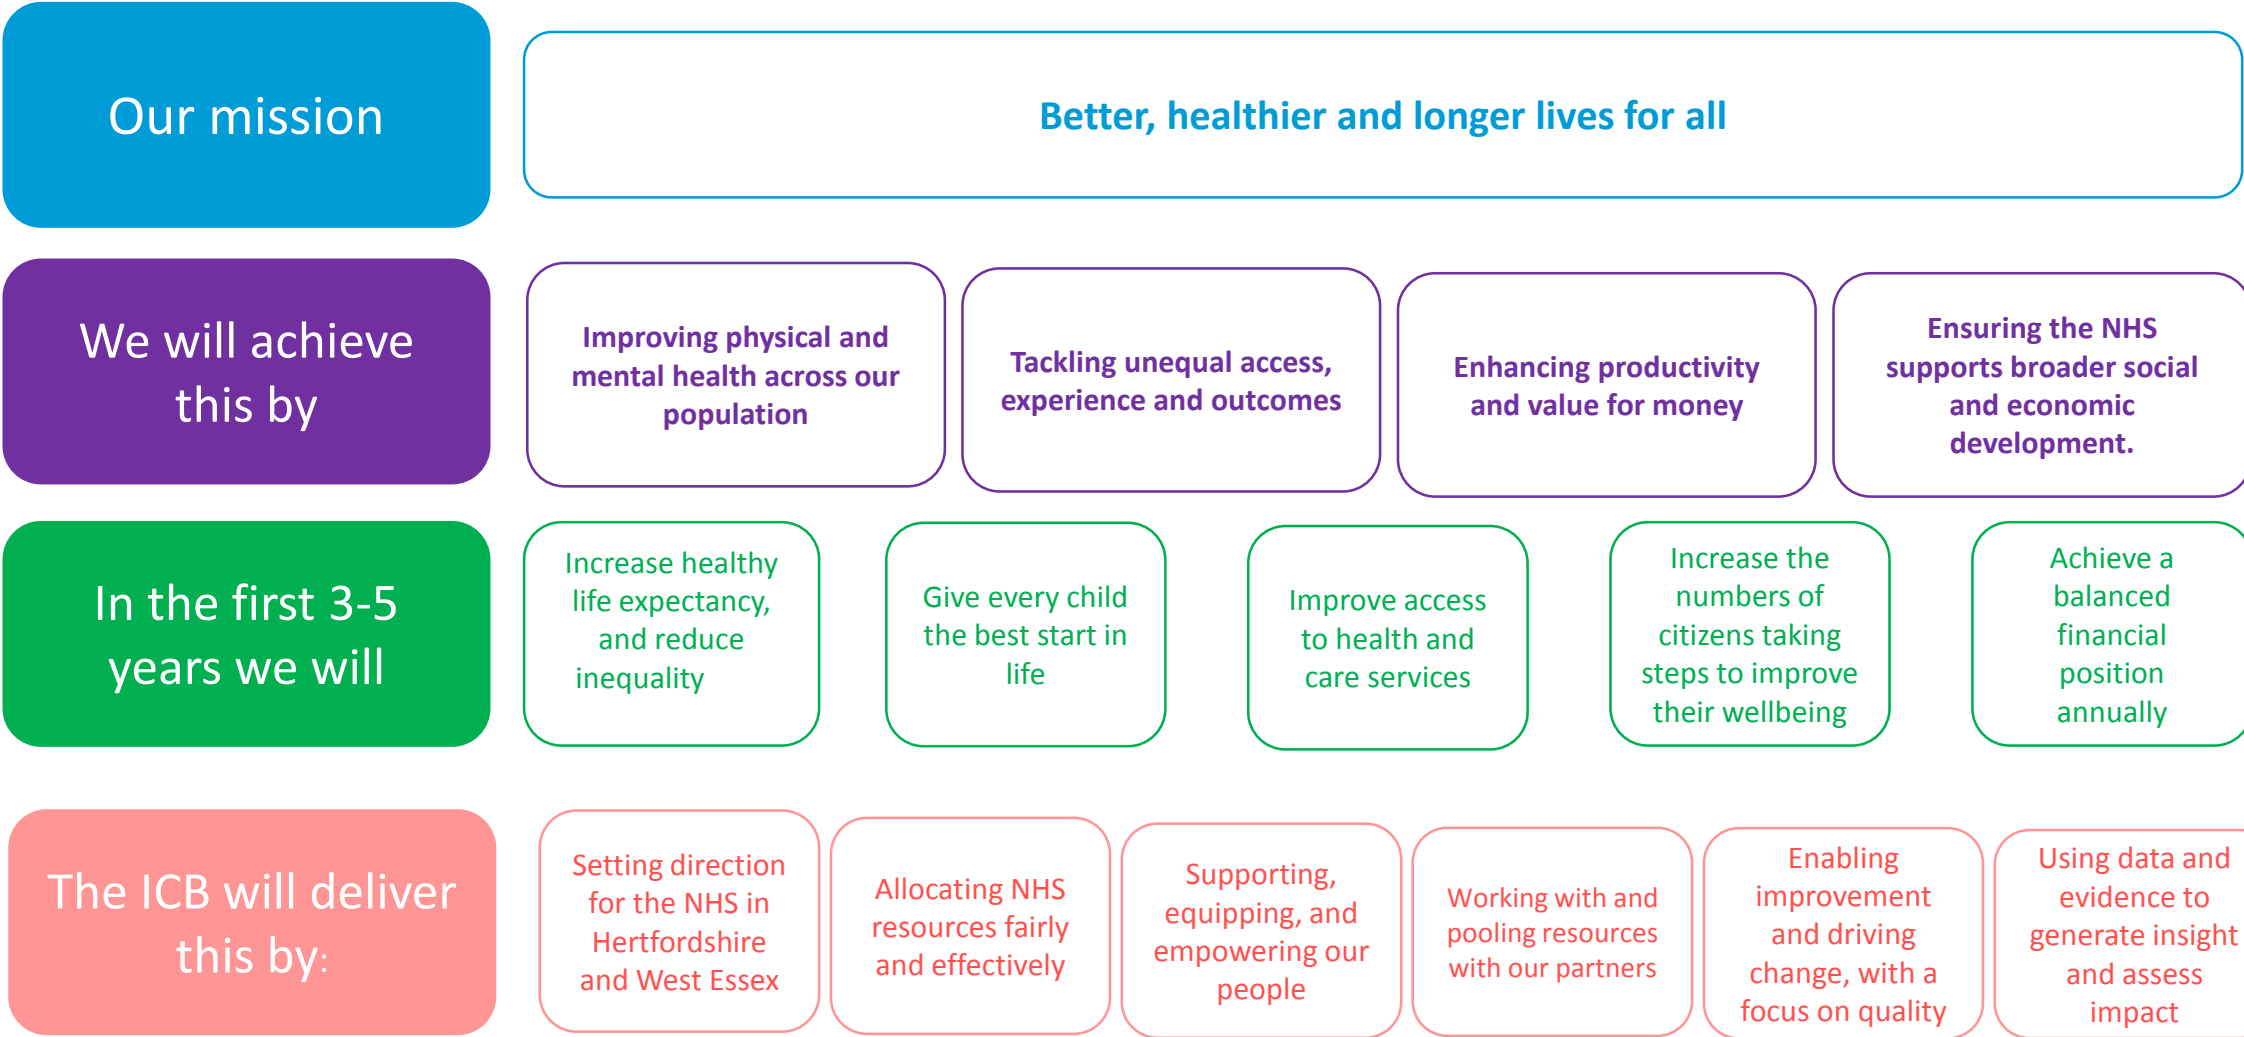 Our mission
Better, healthier and longer lives for all
We will achieve
this by
Improving physical and
mental health across our
population
Tackling unequal access,
experience and outcomes
Enhancing productivity
and value for money
Ensuring the NHS
supports broader social
and economic
development.
In the first 3-5
years we will
Increase healthy
life expectancy,
and reduce
inequality
Give every child
the best start in
life
Improve access
to health and
care services
Increase the
numbers of
citizens taking
steps to improve
their wellbeing
Achieve a
balanced
financial
position
annually
The ICB will deliver
this by:
Setting direction
for the NHS in
Hertfordshire
and West Essex
Allocating NHS
resources fairly
and effectively
Supporting,
equipping, and
empowering our
people
Working with and
pooling resources
with our partners
Enabling
improvement
and driving
change, with a
focus on quality
Using data and
evidence to
generate insight
and assess
impact